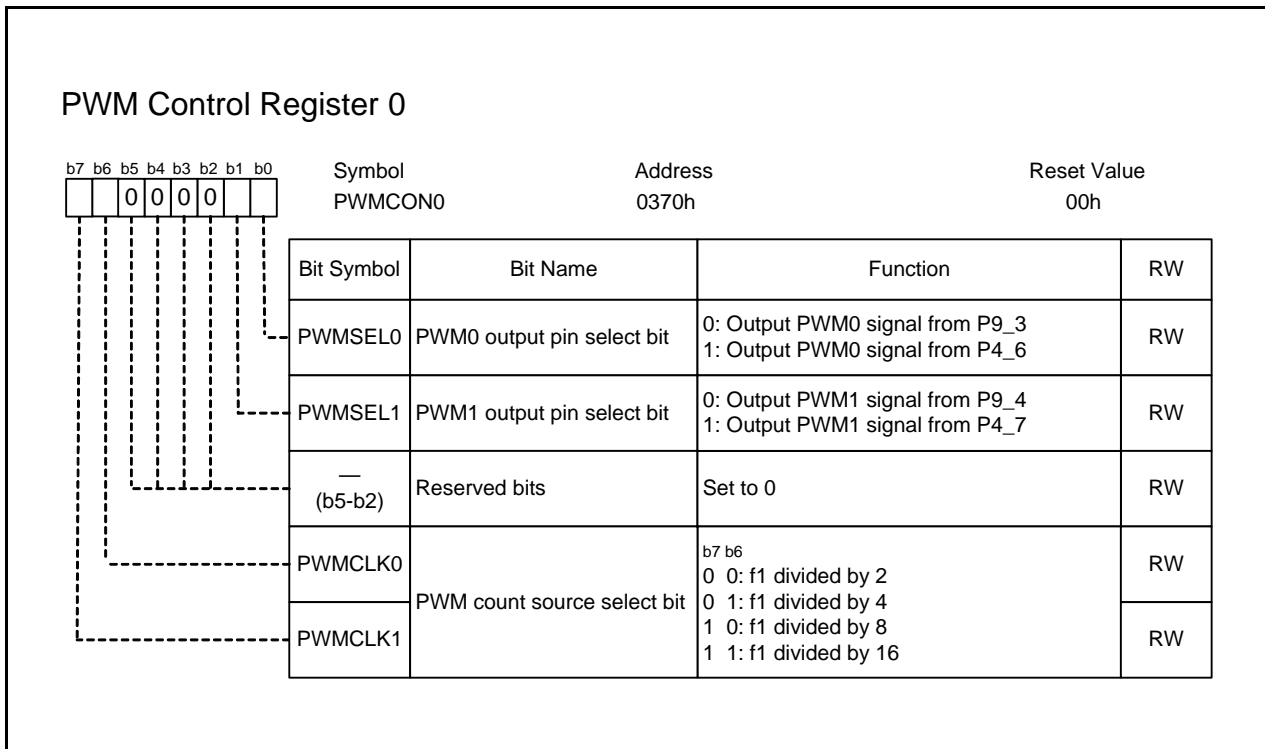 PWM Control Register 0
b7 b6 b5 b4 b3 b2 b1 b0
0 0 0 0
Symbol Address Reset Value
PWMCON0 0370h 00h
Bit Symbol Bit Name Function RW
PWMSEL0 PWM0 output pin select bit 0: Output PWM0 signal from P9_3 RW
1: Output PWM0 signal from P4_6
PWMSEL1 PWM1 output pin select bit 0: Output PWM1 signal from P9_4 RW
1: Output PWM1 signal from P4_7
—
(b5-b2) Reserved bits Set to 0 RW
PWMCLK0 PWM count source select bit b7 b6 RW
0 0: f1 divided by 2
0 1: f1 divided by 4
PWMCLK1 1 0: f1 divided by 8 RW
1 1: f1 divided by 16